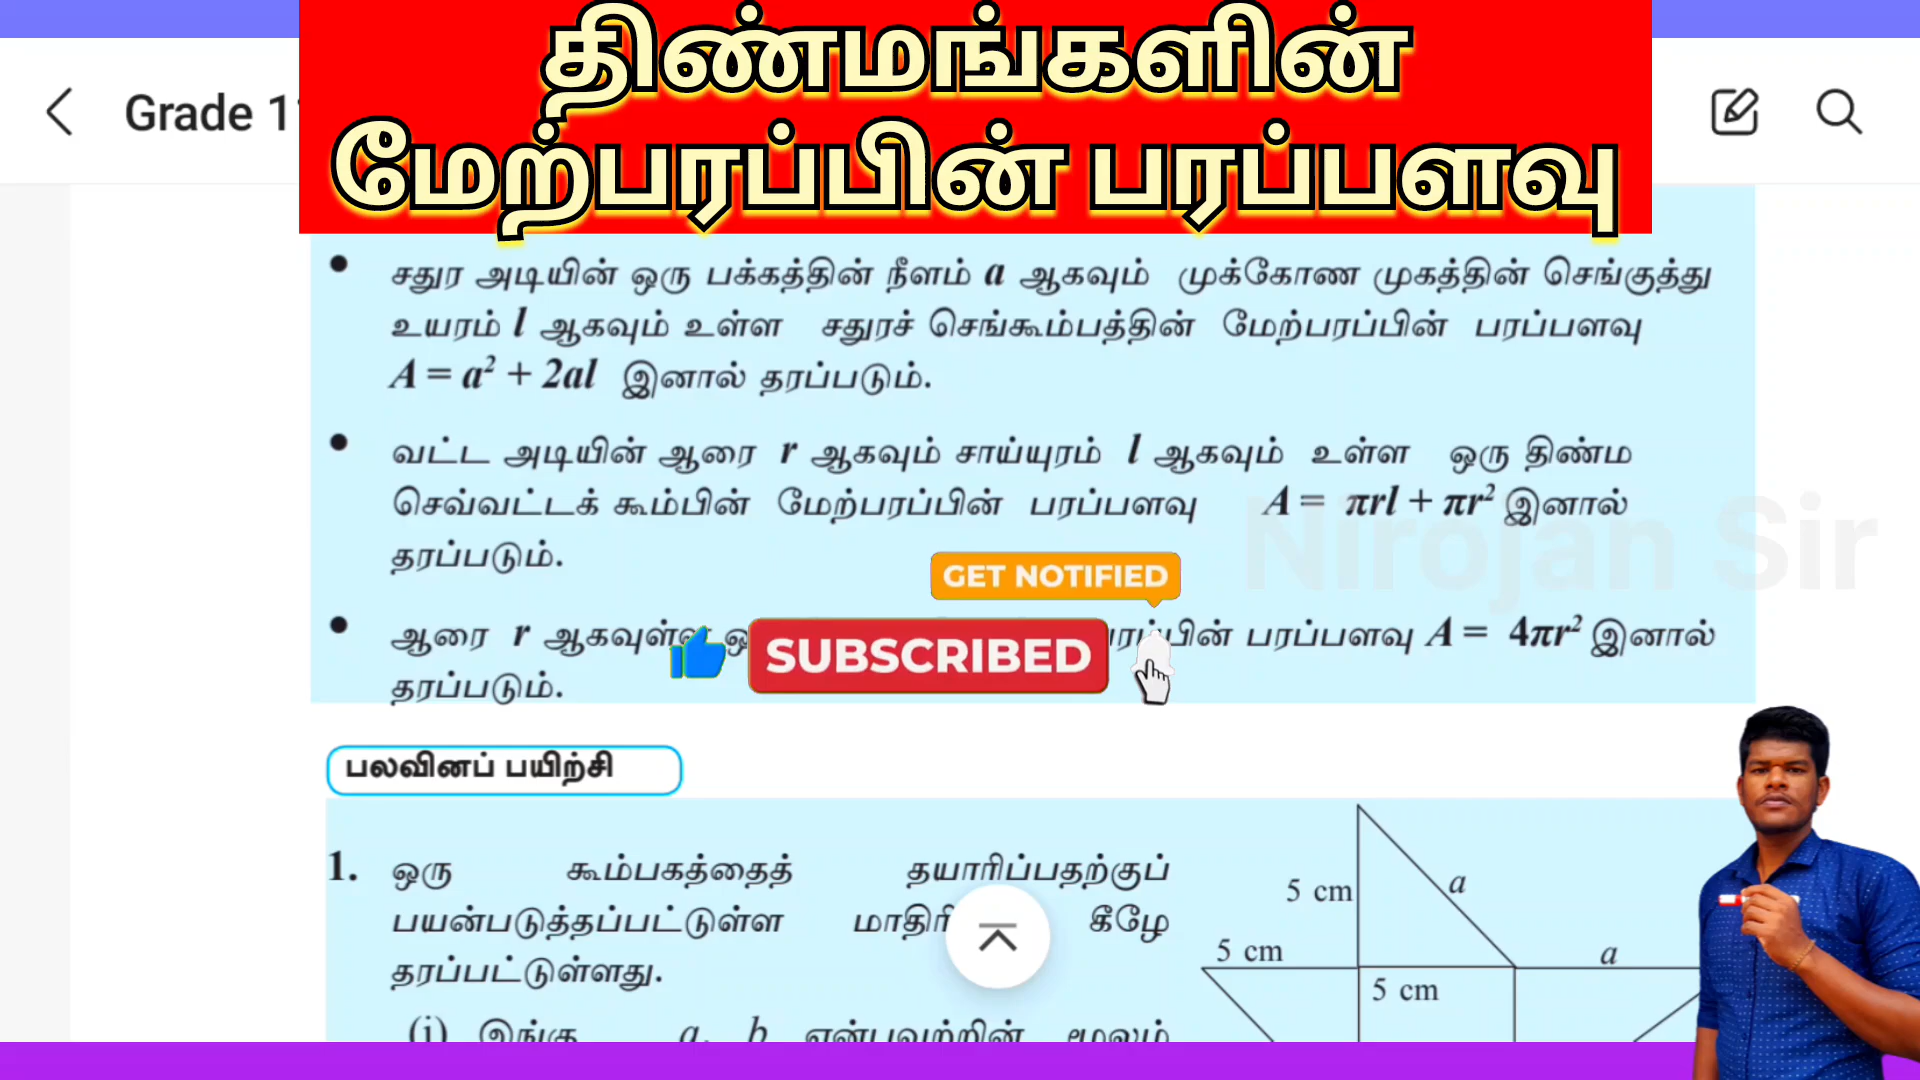 திண்மங்களின்
மேற்பரப்பின் பரப்பளவு
Grade 1
சதுர அடியின் ஒரு பக்கத்தின் நீளம் a ஆகவும் முக்கோண முகத்தின் செங்குத்து
உயரம் l ஆகவும் உள்ள சதுரச் செங்கூம்பத்தின் மேற்பரப்பின் பரப்பளவு
A = a² + 2al இனால் தரப்படும்.
வட்ட அடியின் ஆரை r ஆகவும் சாய்யுரம் l ஆகவும் உள்ள ஒரு திண்ம
செவ்வட்டக் கூம்பின் மேற்பரப்பின் பரப்பளவு A = πrl + πr² இனால்
தரப்படும்.
Nirojan Sir
GET NOTIFIED
ஆரை r பரப்பளவு A = 4πr² இனால்
SUBSCRIBED
தரப்படும்.
பலவினப் பயிற்சி
1. ஒரு கூம்பகத்தைத் தயாரிப்பதற்குப்
பயன்படுத்தப்பட்டுள்ள கீழே
தரப்பட்டுள்ளது.
(i) இங்கு a, b என்பவற்றின் மூலம்
5 cm a
5 cm a
5 cm